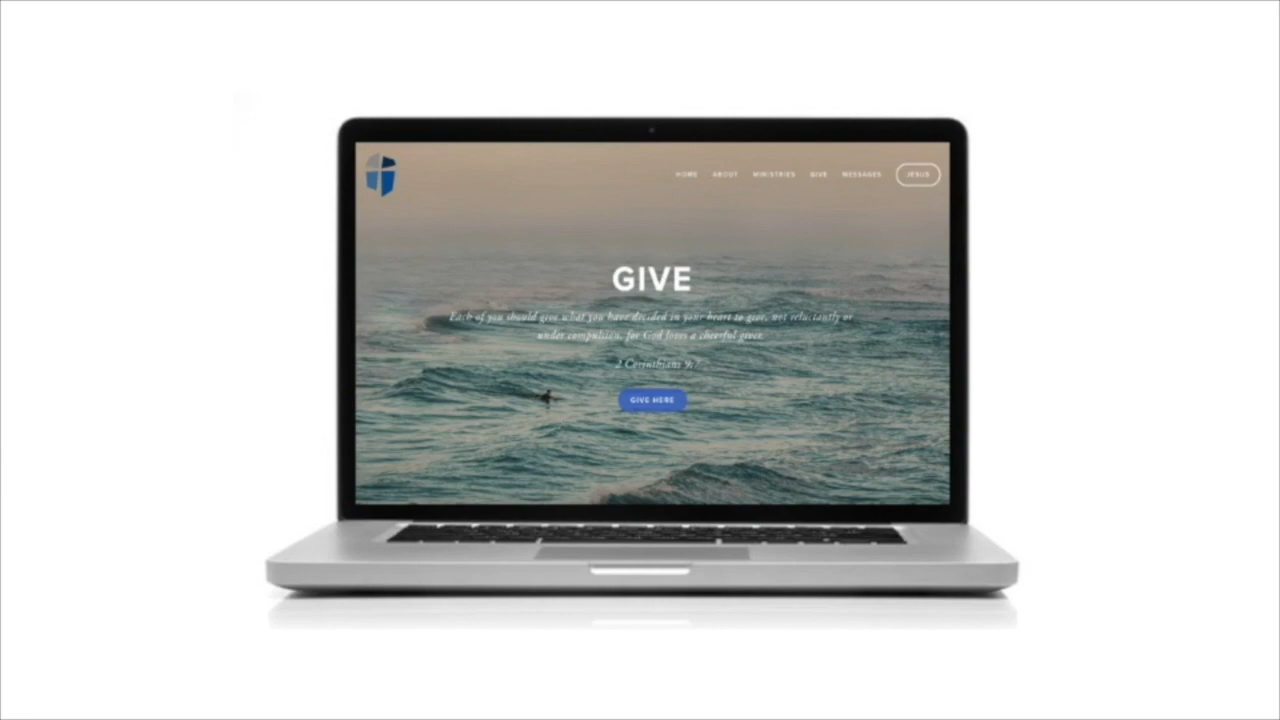 HOME ABOUT MINISTRIES GIVE MESSAGES JESUS
GIVE
Each of you should give what you have decided in your heart to give, not reluctantly or
under compulsion, for God loves a cheerful giver.
2 Corinthians 9:7
GIVE HERE